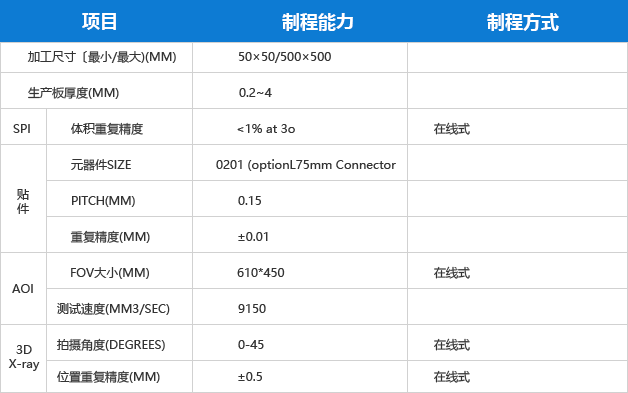 项目 制程能力 制程方式
加工尺寸〔最小/最大)(MM) 50×50/500×500
生产板厚度(MM) 0.2~4
SPI 体积重复精度 <1% at 3o 在线式
贴件 元器件SIZE 0201 (optionL75mm Connector
PITCH(MM) 0.15
重复精度(MM) ±0.01
AOI FOV大小(MM) 610*450 在线式
测试速度(MM3/SEC) 9150
3D X-ray 拍摄角度(DEGREES) 0-45 在线式
位置重复精度(MM) ±0.5 在线式